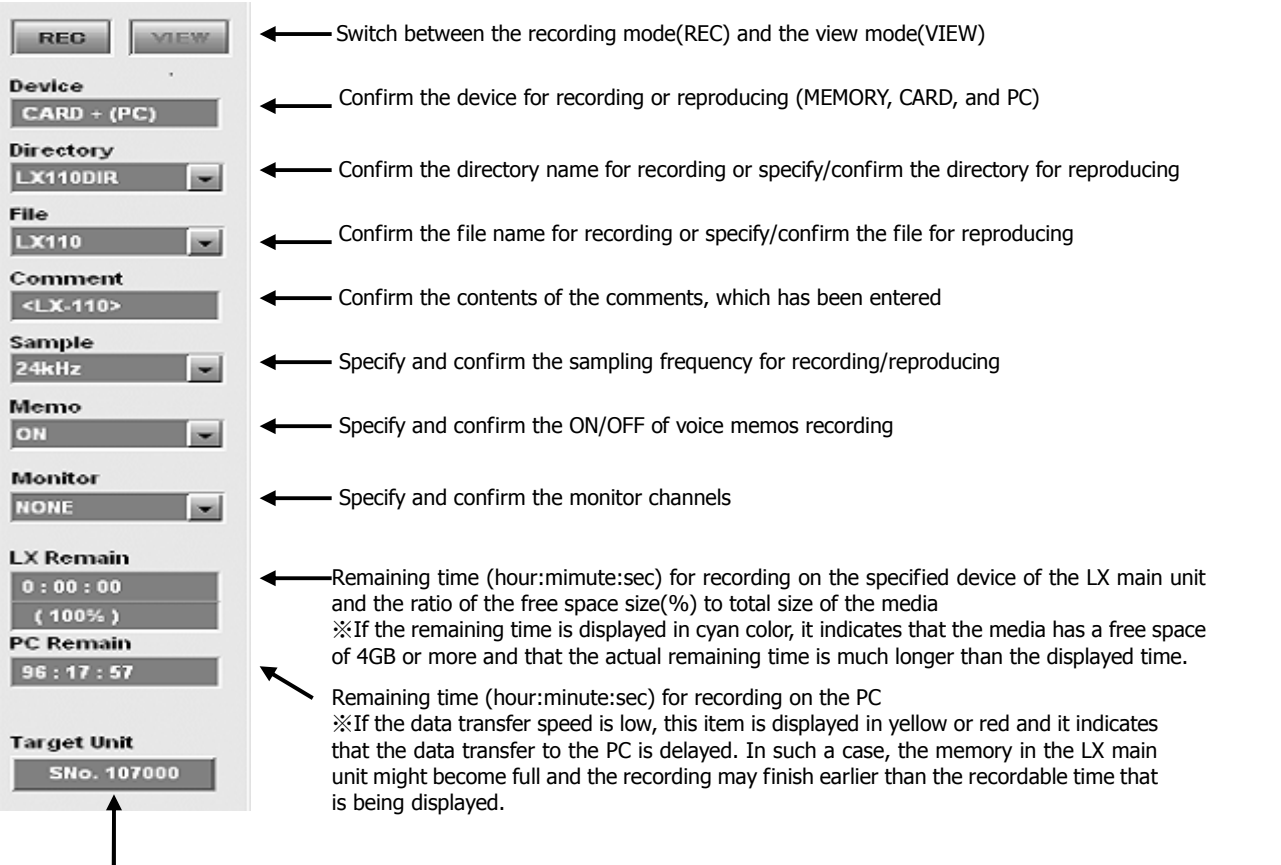 REC VIEW Switch between the recording mode(REC) and the view mode(VIEW)
Device
CARD + (PC) Confirm the device for recording or reproducing (MEMORY, CARD, and PC)
Directory
LX110DIR Confirm the directory name for recording or specify/confirm the directory for reproducing
File
LX110 Confirm the file name for recording or specify/confirm the file for reproducing
Comment
<LX-110> Confirm the contents of the comments, which has been entered
Sample
24kHz Specify and confirm the sampling frequency for recording/reproducing
Memo
ON Specify and confirm the ON/OFF of voice memos recording
Monitor
NONE Specify and confirm the monitor channels
LX Remain
0 : 00 : 00
( 100% )
Remaining time (hour:mimute:sec) for recording on the specified device of the LX main unit
and the ratio of the free space size(%) to total size of the media
※If the remaining time is displayed in cyan color, it indicates that the media has a free space
of 4GB or more and that the actual remaining time is much longer than the displayed time.
PC Remain
96 : 17 : 57
Remaining time (hour:minute:sec) for recording on the PC
※If the data transfer speed is low, this item is displayed in yellow or red and it indicates
that the data transfer to the PC is delayed. In such a case, the memory in the LX main
unit might become full and the recording may finish earlier than the recordable time that
is being displayed.
Target Unit
SNo. 107000